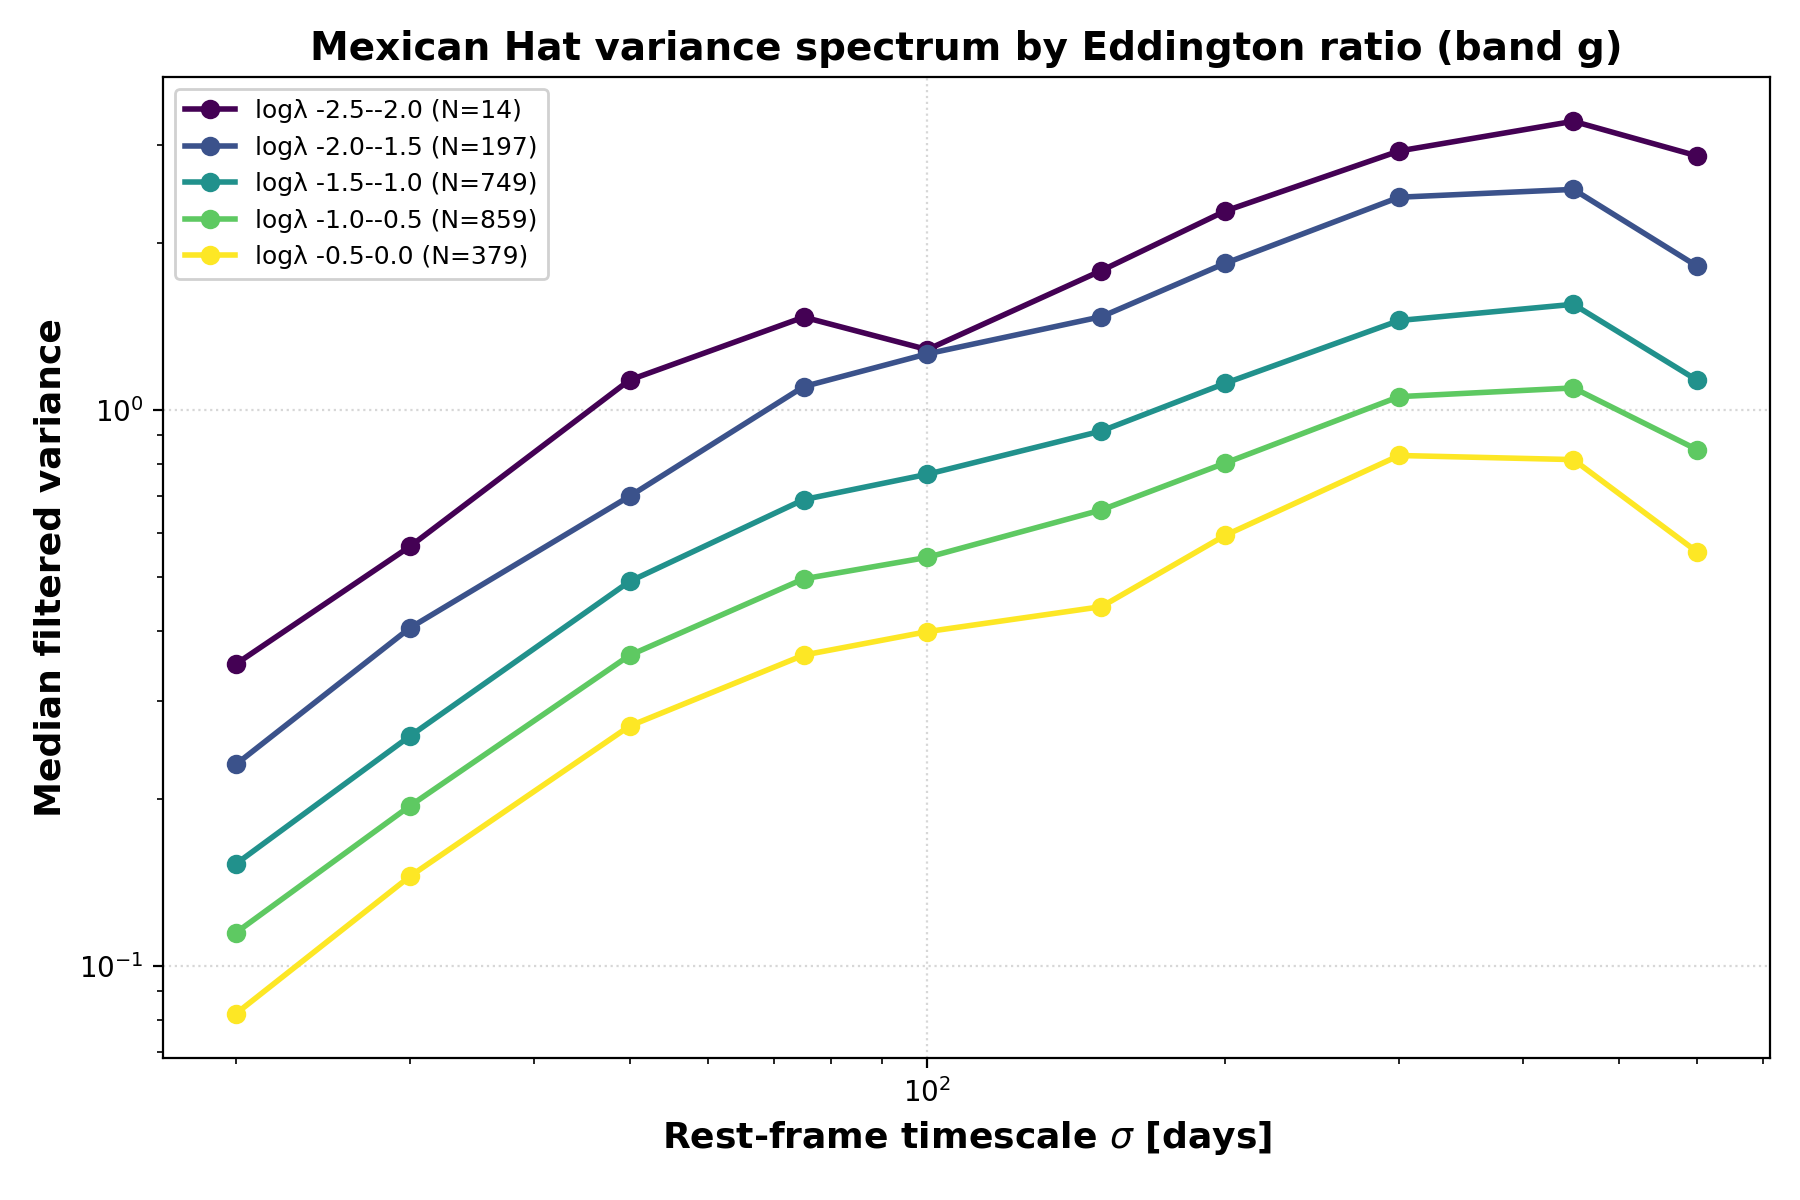 Mexican Hat variance spectrum by Eddington ratio (band g)
logλ -2.5--2.0 (N=14)
logλ -2.0--1.5 (N=197)
logλ -1.5--1.0 (N=749)
logλ -1.0--0.5 (N=859)
logλ -0.5-0.0 (N=379)
Median filtered variance
10⁰
10⁻¹
10²
Rest-frame timescale σ [days]